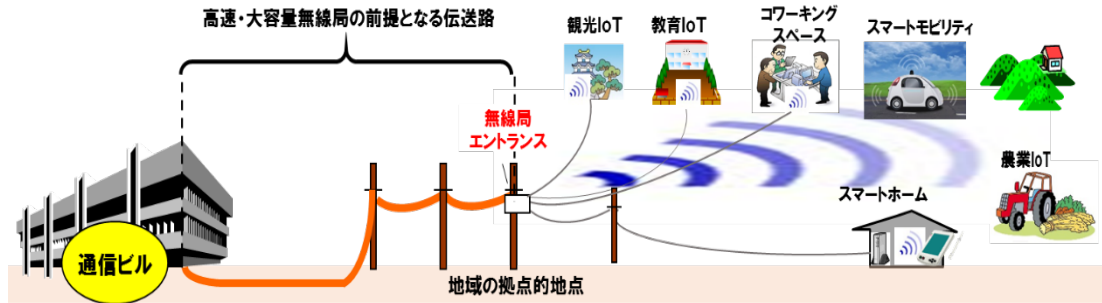 高速・大容量無線局の前提となる伝送路
観光IoT
教育IoT
コワーキング
スペース
スマートモビリティ
無線局
エントランス
農業IoT
スマートホーム
通信ビル
地域の拠点的地点